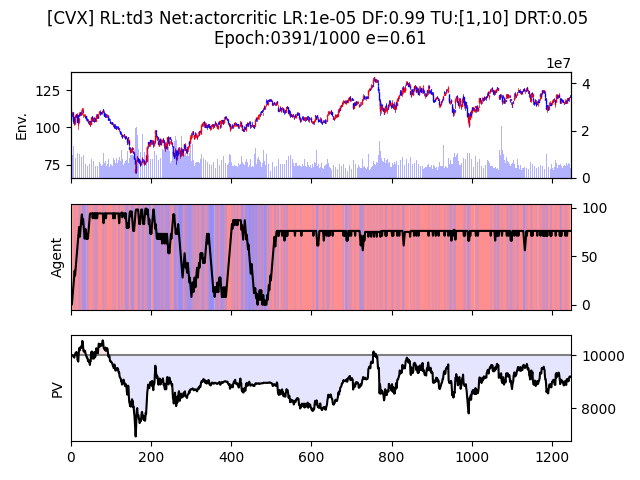 [CVX] RL:td3 Net:actorcritic LR:1e-05 DF:0.99 TU:[1,10] DRT:0.05
Epoch:0391/1000 e=0.61
1e7
Env.
125
100
75
4
2
0
Agent
100
50
0
PV
10000
8000
0 200 400 600 800 1000 1200